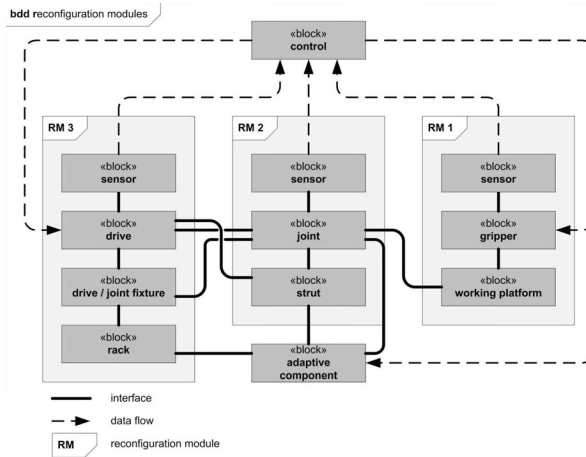 bdd reconfiguration modules
«block»
control
RM 3
RM 2
RM 1
«block»
sensor
«block»
sensor
«block»
sensor
«block»
drive
«block»
joint
«block»
gripper
«block»
drive / joint fixture
«block»
strut
«block»
working platform
«block»
rack
«block»
adaptive
component
interface
data flow
RM reconfiguration module